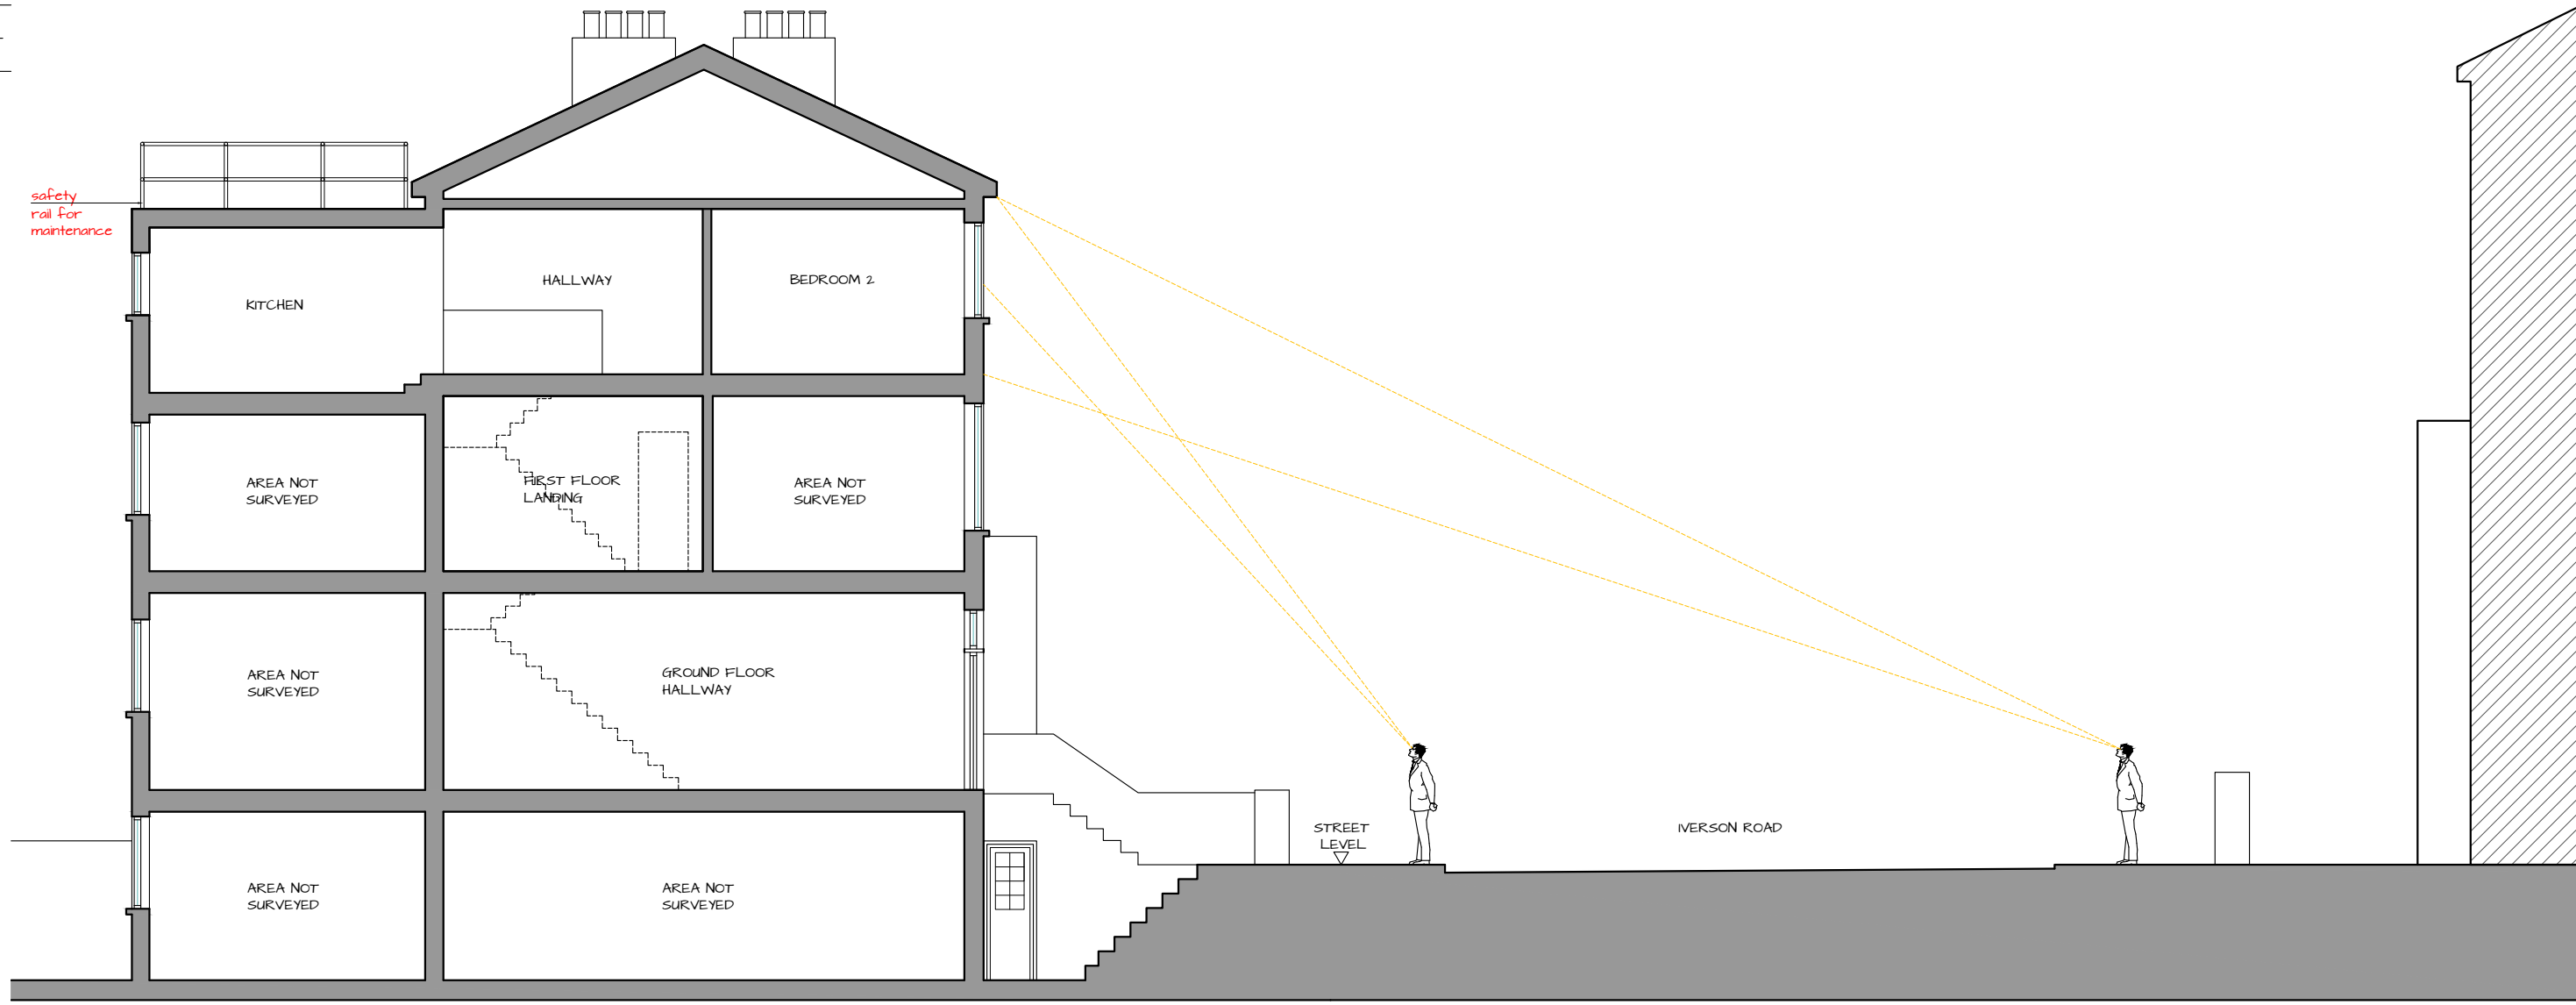 safety
rail for
maintenance
KITCHEN
HALLWAY
BEDROOM 2
AREA NOT
SURVEYED
FIRST FLOOR
LANDING
AREA NOT
SURVEYED
AREA NOT
SURVEYED
GROUND FLOOR
HALLWAY
STREET
LEVEL
IVERSON ROAD
AREA NOT
SURVEYED
AREA NOT
SURVEYED